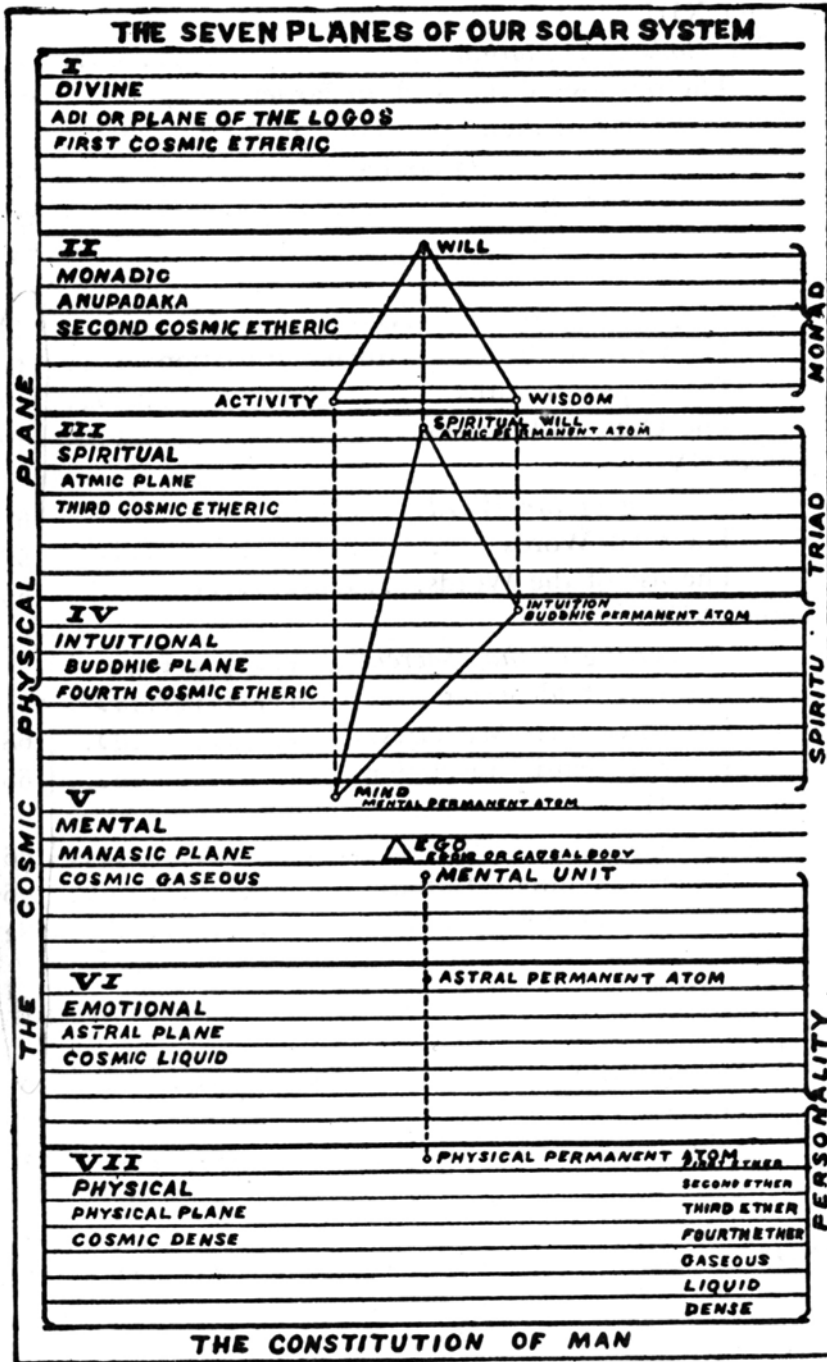 THE SEVEN PLANES OF OUR SOLAR SYSTEM
I
DIVINE
ADI OR PLANE OF THE LOGOS
FIRST COSMIC ETHERIC
II
WILL
MONADIC
ANUPADAKA
SECOND COSMIC ETHERIC
ACTIVITY
WISDOM
MONAD
III
SPIRITUAL WILL
ATMIC PERMANENT ATOM
SPIRITUAL
ATMIC PLANE
THIRD COSMIC ETHERIC
IV
INTUITION
BUDDHIC PERMANENT ATOM
INTUITIONAL
BUDDHIC PLANE
FOURTH COSMIC ETHERIC
SPIRITU. TRIAD
V
MIND
MENTAL PERMANENT ATOM
MENTAL
MANASIC PLANE
EGO
EGOIC OR CAUSAL BODY
COSMIC GASEOUS
MENTAL UNIT
VI
ASTRAL PERMANENT ATOM
EMOTIONAL
ASTRAL PLANE
COSMIC LIQUID
PERSONALITY
VII
PHYSICAL PERMANENT ATOM
FIRST ETHER
PHYSICAL
SECOND ETHER
PHYSICAL PLANE
THIRD ETHER
COSMIC DENSE
FOURTH ETHER
GASEOUS
LIQUID
DENSE
THE COSMIC PHYSICAL PLANE
THE CONSTITUTION OF MAN